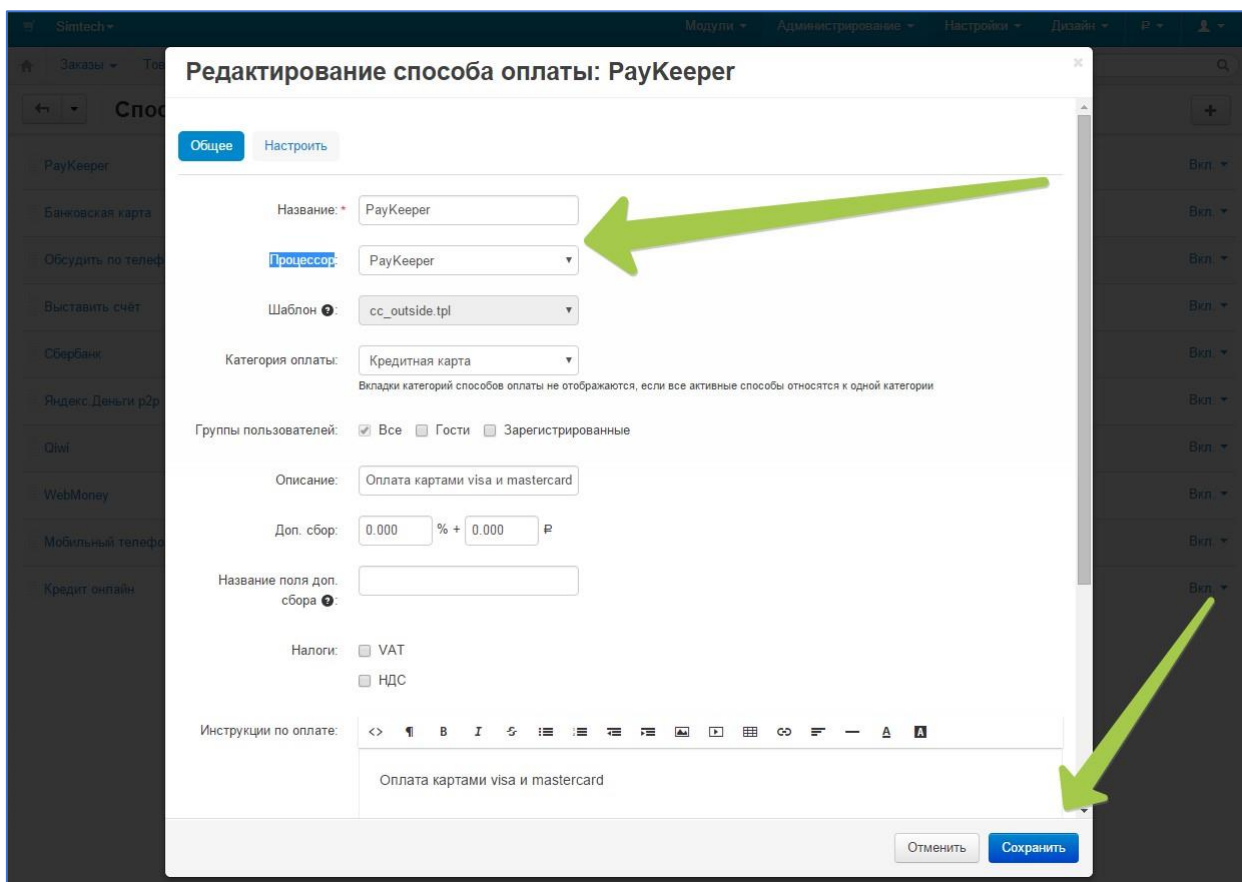 Simtech
Модули
Администрирование
Настройки
Дизайн
₽
Заказы
Тов
Редактирование способа оплаты: PayKeeper
×
Спос
+
Общее
Настроить
PayKeeper
Вкл.
Название: *
PayKeeper
Банковская карта
Вкл.
Процессор:
PayKeeper
Обсудить по телеф
Вкл.
Шаблон ?:
cc_outside.tpl
Выставить счёт
Вкл.
Категория оплаты:
Кредитная карта
Сбербанк
Вкл.
Вкладки категорий способов оплаты не отображаются, если все активные способы относятся к одной категории
Яндекс.Деньги p2p
Вкл.
Группы пользователей:
Все
Гости
Зарегистрированные
Qiwi
Вкл.
Описание:
Оплата картами visa и mastercard
WebMoney
Вкл.
Доп. сбор:
0.000
% +
0.000
₽
Мобильный телефо
Вкл.
Название поля доп.
сбора ?:
Кредит онлайн
Вкл.
Налоги:
VAT
НДС
Инструкции по оплате:
<> ¶ B I S A A
Оплата картами visa и mastercard
Отменить
Сохранить